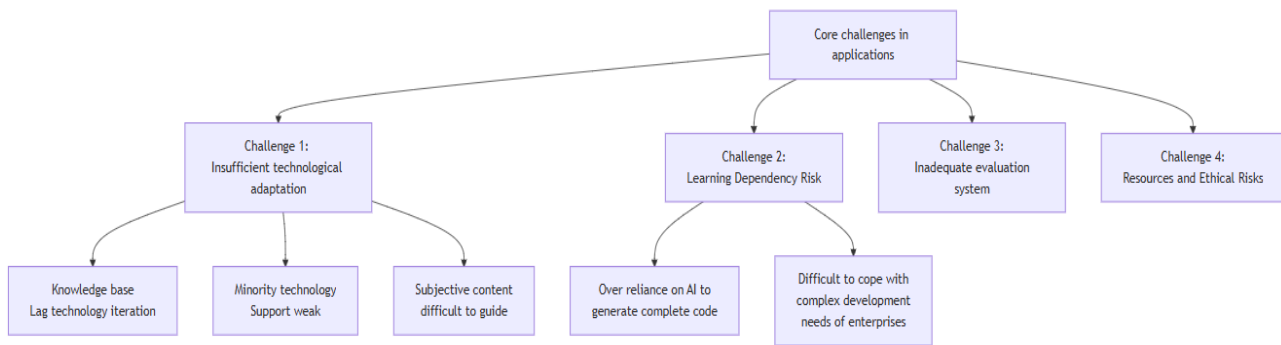 Core challenges in
applications
Challenge 1:
Insufficient technological
adaptation
Challenge 2:
Learning Dependency Risk
Challenge 3:
Inadequate evaluation
system
Challenge 4:
Resources and Ethical Risks
Knowledge base
Lag technology iteration
Minority technology
Support weak
Subjective content
difficult to guide
Over reliance on AI to
generate complete code
Difficult to cope with
complex development
needs of enterprises